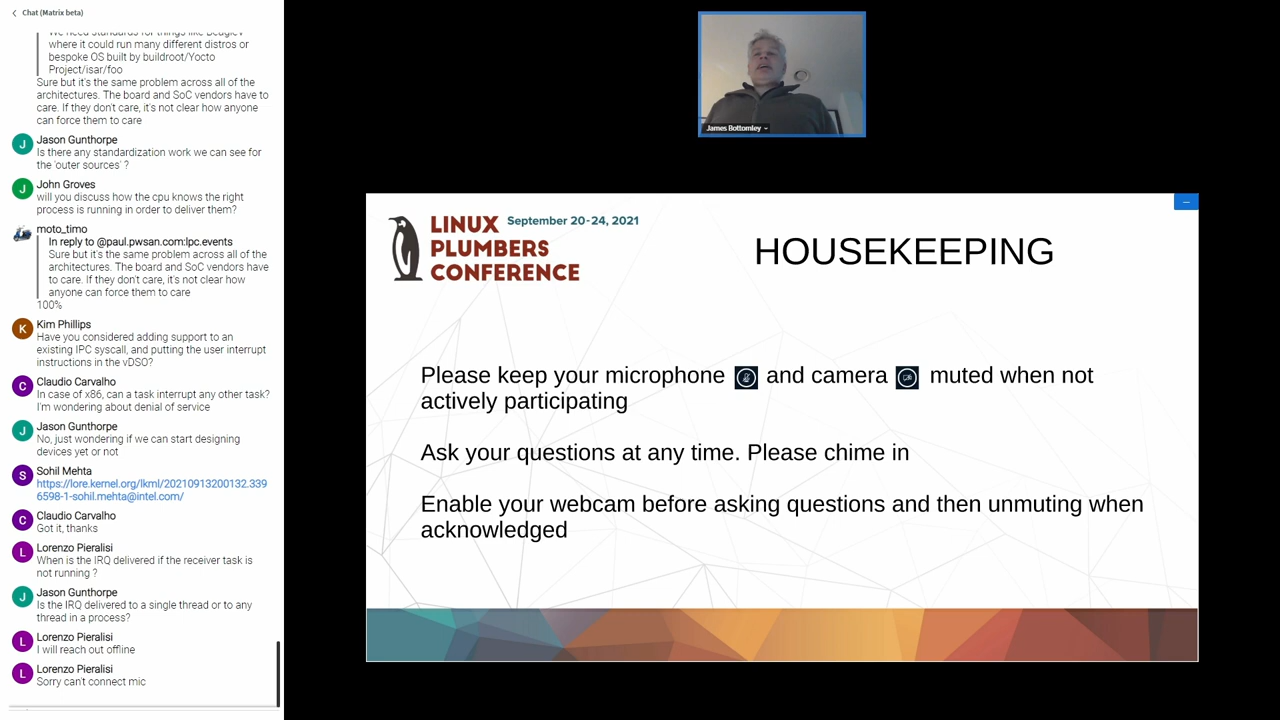 Chat (Matrix beta)
We need standards for things like BeagleV
where it could run many different distros or
bespoke OS built by buildroot/Yocto
Project/isar/foo
Sure but it's the same problem across all of the
architectures. The board and SoC vendors have to
care. If they don't care, it's not clear how anyone
can force them to care
J
Jason Gunthorpe
Is there any standardization work we can see for
the 'outer sources' ?
J
John Groves
will you discuss how the cpu knows the right
process is running in order to deliver them?
moto_timo
In reply to @paul.pwsan.com:lpc.events
Sure but it's the same problem across all of the
architectures. The board and SoC vendors have
to care. If they don't care, it's not clear how
anyone can force them to care
100%
K
Kim Phillips
Have you considered adding support to an
existing IPC syscall, and putting the user interrupt
instructions in the vDSO?
C
Claudio Carvalho
In case of x86, can a task interrupt any other task?
I'm wondering about denial of service
J
Jason Gunthorpe
No, just wondering if we can start designing
devices yet or not
S
Sohil Mehta
https://lore.kernel.org/lkml/20210913200132.339
6598-1-sohil.mehta@intel.com/
C
Claudio Carvalho
Got it, thanks
L
Lorenzo Pieralisi
When is the IRQ delivered if the receiver task is
not running ?
J
Jason Gunthorpe
Is the IRQ delivered to a single thread or to any
thread in a process?
L
Lorenzo Pieralisi
I will reach out offline
L
Lorenzo Pieralisi
Sorry can't connect mic
James Bottomley
LINUX
PLUMBERS
CONFERENCE
September 20-24, 2021
HOUSEKEEPING
Please keep your microphone and camera muted when not
actively participating
Ask your questions at any time. Please chime in
Enable your webcam before asking questions and then unmuting when
acknowledged